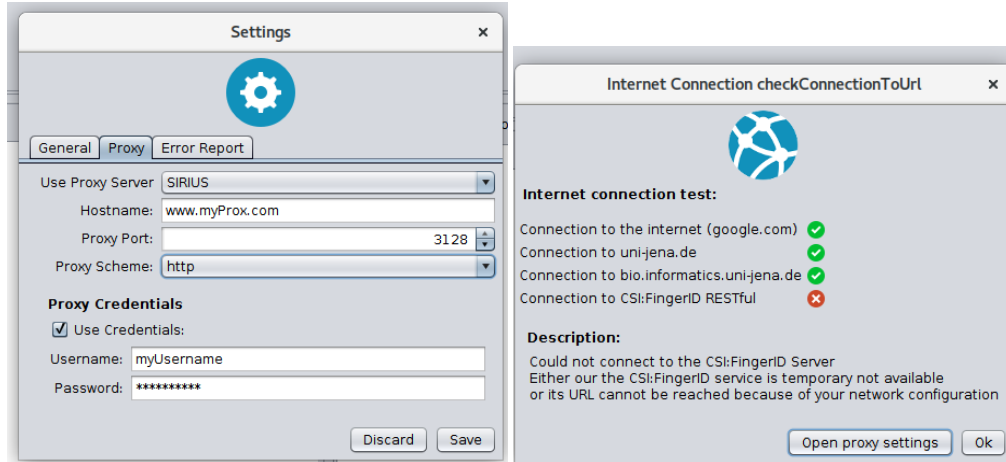 Settings
×
General Proxy Error Report
Use Proxy Server SIRIUS
Hostname: www.myProx.com
Proxy Port: 3128
Proxy Scheme: http
Proxy Credentials
Use Credentials:
Username: myUsername
Password: **********
Discard Save
Internet Connection checkConnectionToUrl
×
Internet connection test:
Connection to the internet (google.com)
Connection to uni-jena.de
Connection to bio.informatics.uni-jena.de
Connection to CSI:FingerID RESTful
Description:
Could not connect to the CSI:FingerID Server
Either our the CSI:FingerID service is temporary not available
or its URL cannot be reached because of your network configuration
Open proxy settings Ok